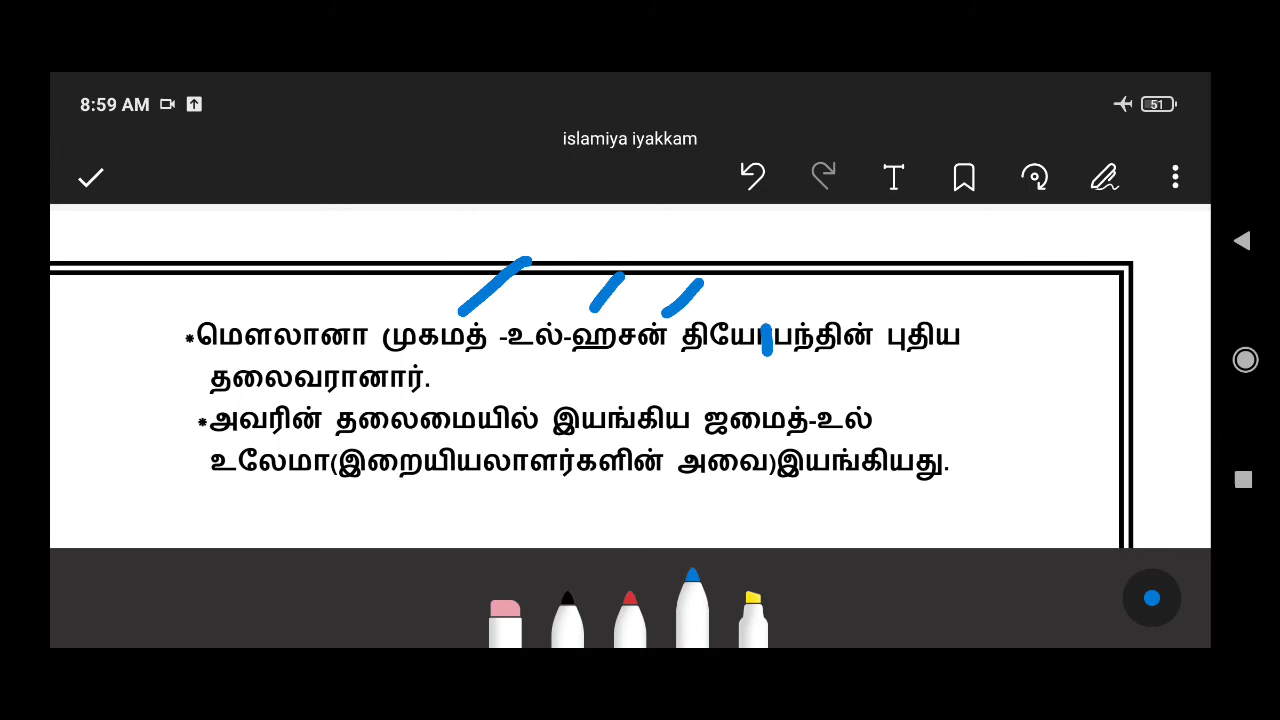 8:59 AM
51
islamiya iyakkam
*மௌலானா முகமத் -உல்-ஹசன் தியோபந்தின் புதிய
தலைவரானார்.
*அவரின் தலைமையில் இயங்கிய ஜமைத்-உல்
உலேமா(இறையியலாளர்களின் அவை)இயங்கியது.